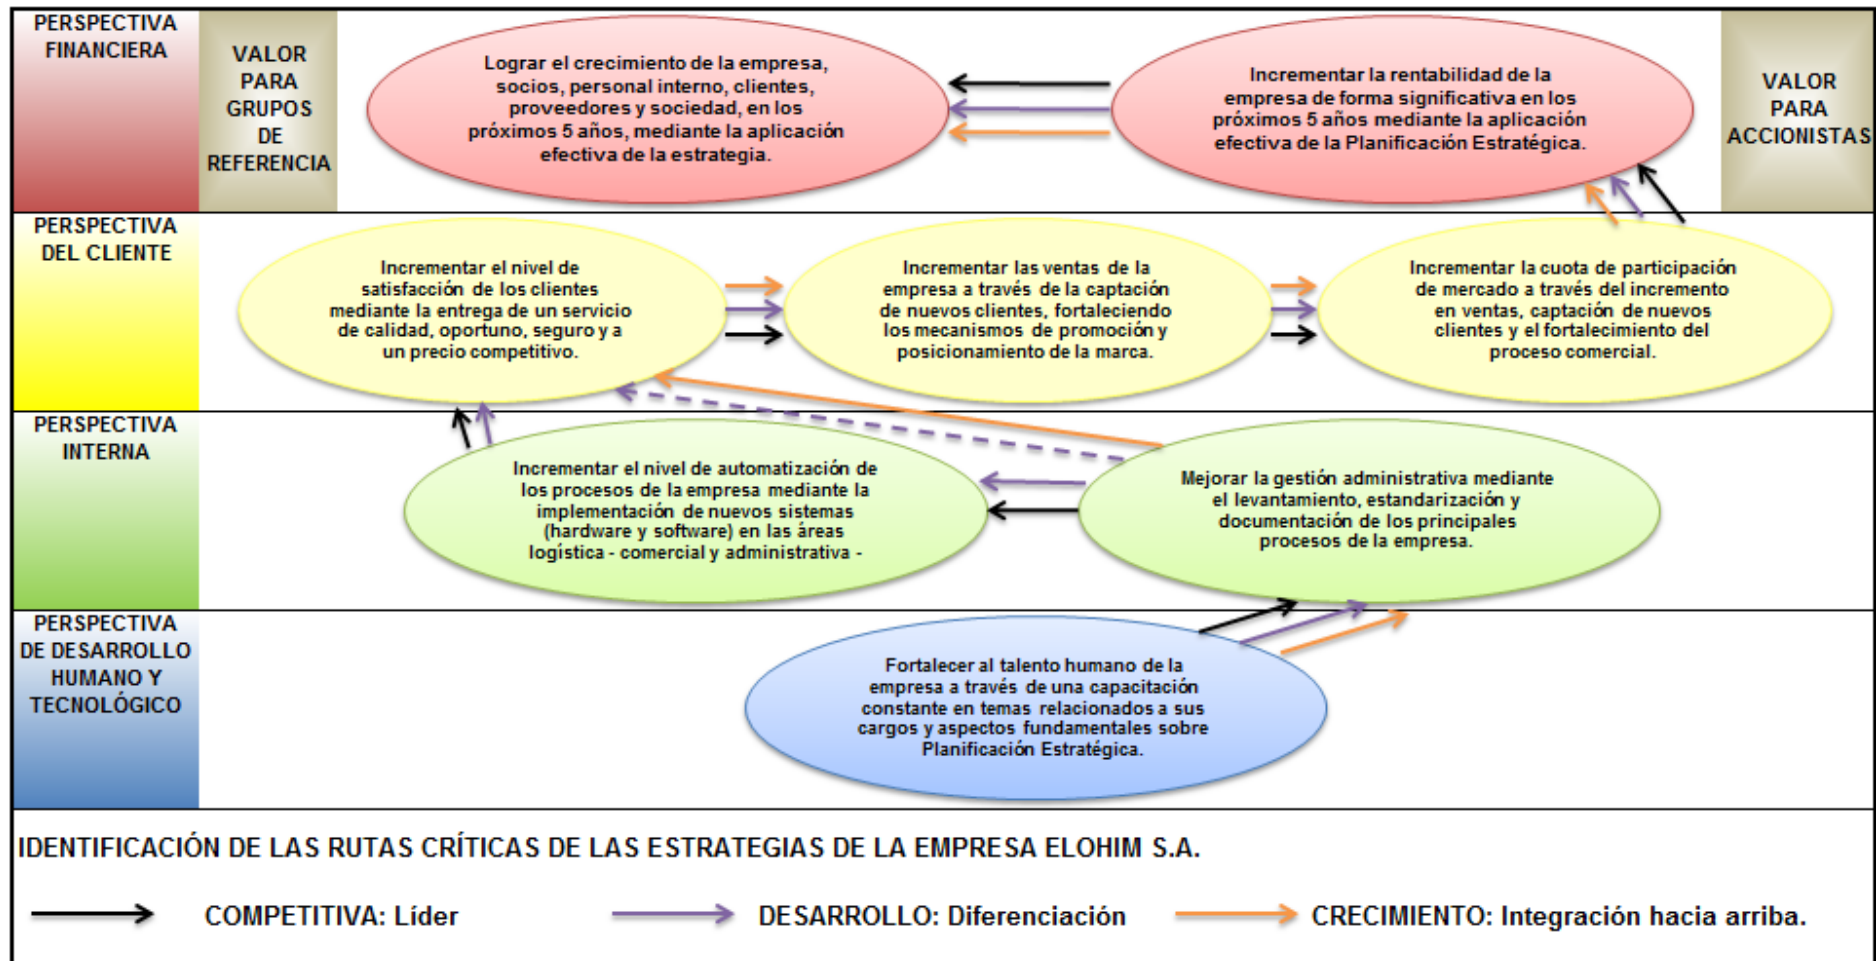 PERSPECTIVA
FINANCIERA
VALOR
PARA
GRUPOS
DE
REFERENCIA
Lograr el crecimiento de la empresa,
socios, personal interno, clientes,
proveedores y sociedad, en los
próximos 5 años, mediante la aplicación
efectiva de la estrategia.
Incrementar la rentabilidad de la
empresa de forma significativa en los
próximos 5 años mediante la aplicación
efectiva de la Planificación Estratégica.
VALOR
PARA
ACCIONISTAS
PERSPECTIVA
DEL CLIENTE
Incrementar el nivel de
satisfacción de los clientes
mediante la entrega de un servicio
de calidad, oportuno, seguro y a
un precio competitivo.
Incrementar las ventas de la
empresa a través de la captación
de nuevos clientes, fortaleciendo
los mecanismos de promoción y
posicionamiento de la marca.
Incrementar la cuota de participación
de mercado a través del incremento
en ventas, captación de nuevos
clientes y el fortalecimiento del
proceso comercial.
PERSPECTIVA
INTERNA
Incrementar el nivel de automatización de
los procesos de la empresa mediante la
implementación de nuevos sistemas
(hardware y software) en las áreas
logística - comercial y administrativa -
Mejorar la gestión administrativa mediante
el levantamiento, estandarización y
documentación de los principales
procesos de la empresa.
PERSPECTIVA
DE DESARROLLO
HUMANO Y
TECNOLÓGICO
Fortalecer al talento humano de la
empresa a través de una capacitación
constante en temas relacionados a sus
cargos y aspectos fundamentales sobre
Planificación Estratégica.
IDENTIFICACIÓN DE LAS RUTAS CRÍTICAS DE LAS ESTRATEGIAS DE LA EMPRESA ELOHIM S.A.
COMPETITIVA: Líder
DESARROLLO: Diferenciación
CRECIMIENTO: Integración hacia arriba.